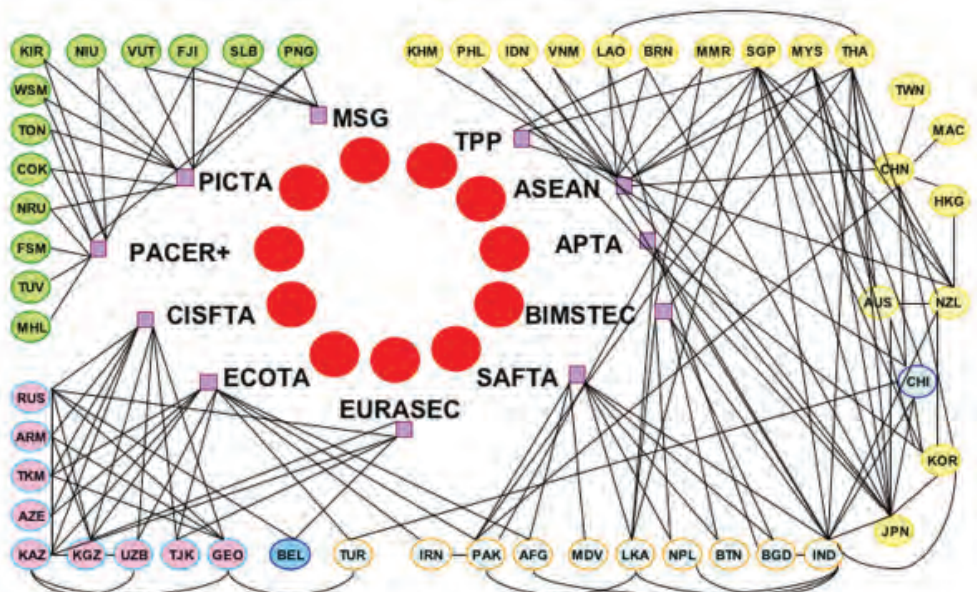 KIR NIU VUT FJI SLB PNG KHM PHL IDN VNM LAO BRN MMR SGP MYS THA
WSM
TWN
MSG
TON
MAC
TPP
COK
CHN
PICTA
ASEAN
NRU
HKG
FSM
PACER+
APTA
TUV
AUS NZL
MHL
CISFTA
BIMSTEC
ECOTA
SAFTA
CHI
RUS
EURASEC
ARM
KOR
TKM
AZE
JPN
KAZ KGZ UZB TJK GEO BEL TUR IRN PAK AFG MDV LKA NPL BTN BGD IND